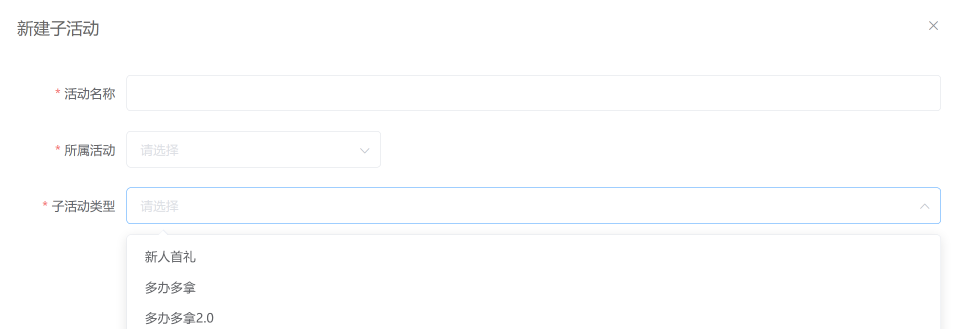 新建子活动
* 活动名称
* 所属活动 请选择
* 子活动类型 请选择
新人首礼
多办多拿
多办多拿2.0